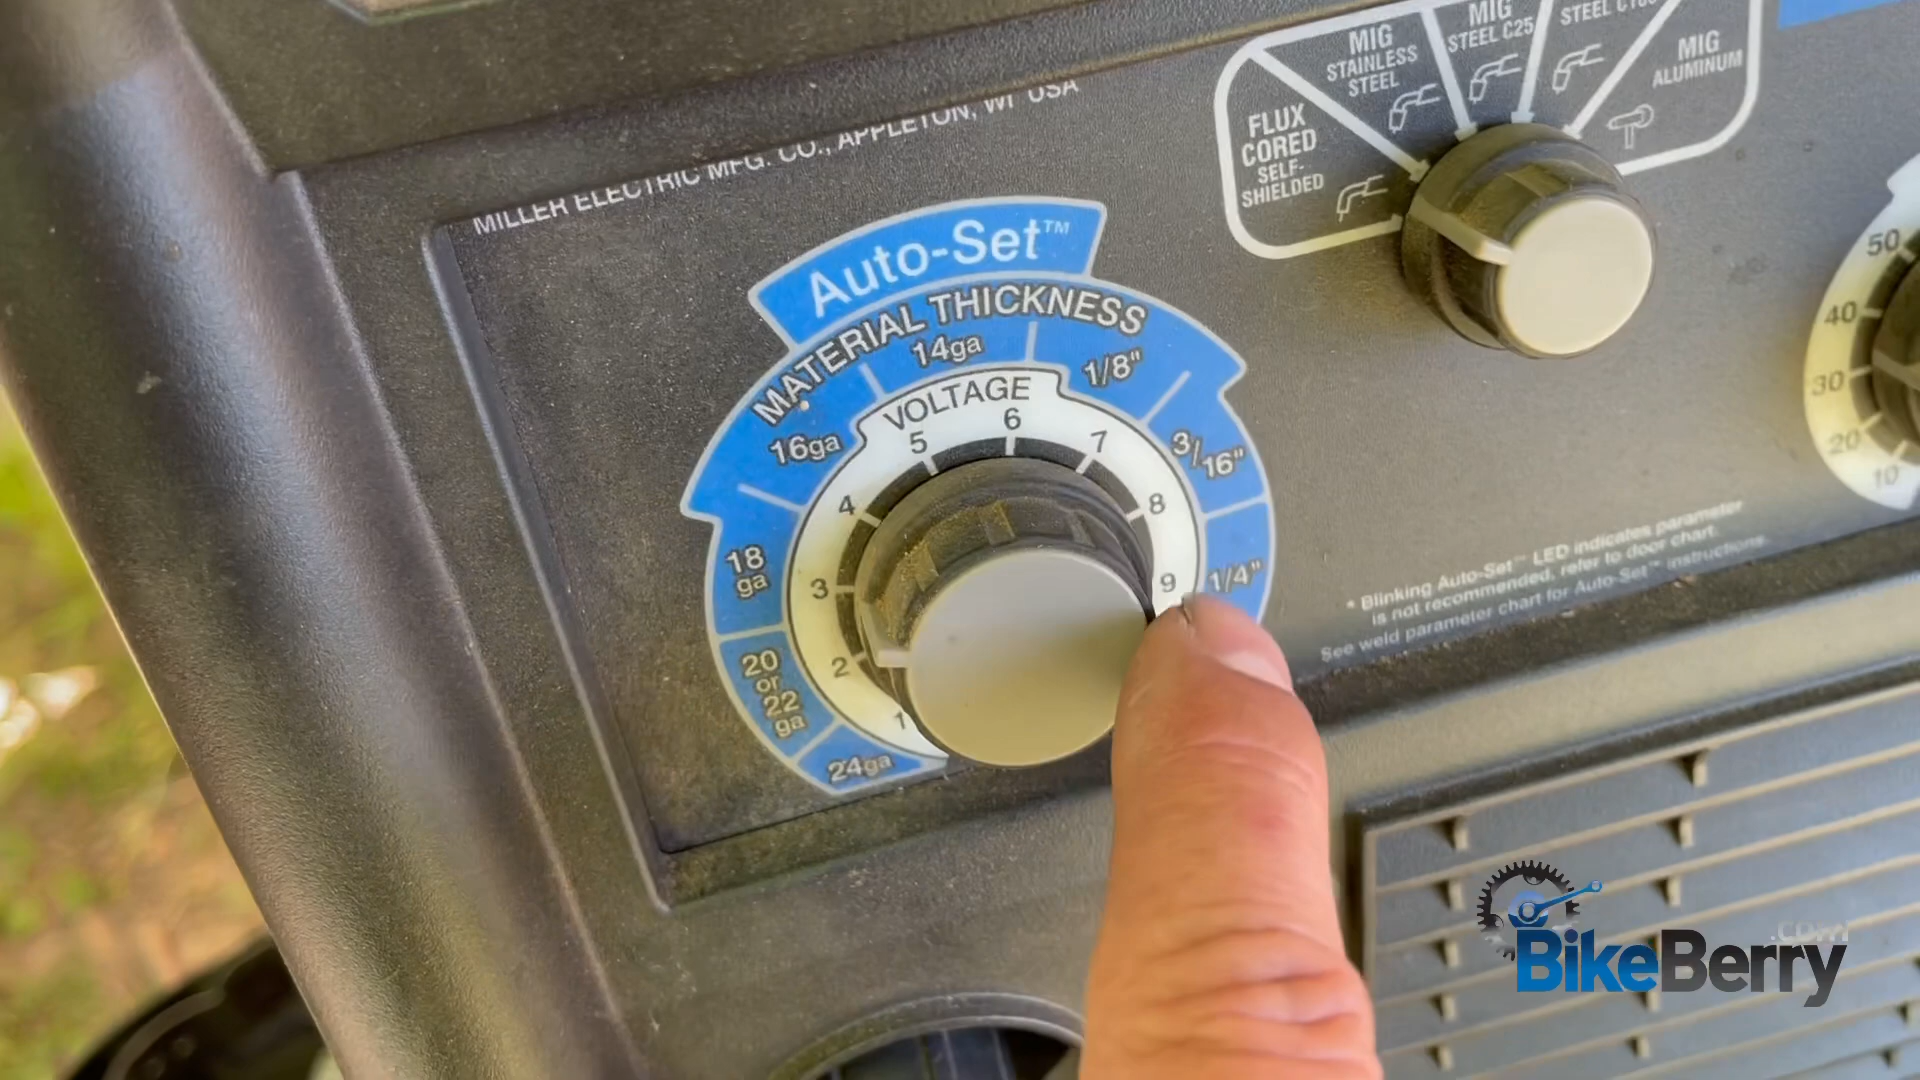 MILLER ELECTRIC MFG. CO., APPLETON, WI USA
Auto-Set™
MATERIAL THICKNESS
24ga
20
or
22
ga
18
ga
16ga
14ga
1/8"
3/16"
1/4"
VOLTAGE
1
2
3
4
5
6
7
8
9
FLUX
CORED
SELF-
SHIELDED
MIG
STAINLESS
STEEL
MIG
STEEL C25
STEEL
MIG
ALUMINUM
50
40
30
20
10
* Blinking Auto-Set™ LED indicates parameter
is not recommended, refer to door chart.
See weld parameter chart for Auto-Set™ instructions.
BikeBerry
.com